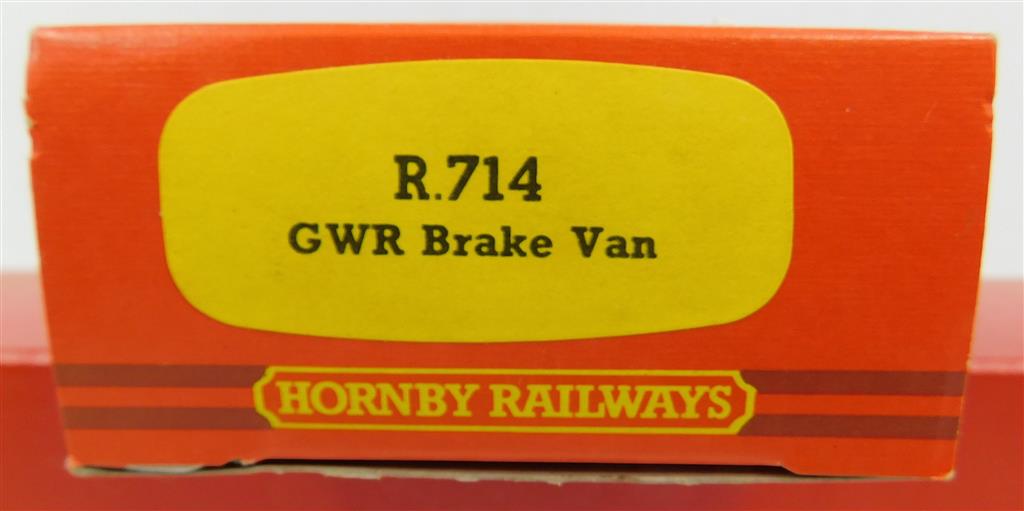 R.714
GWR Brake Van
HORNBY RAILWAYS